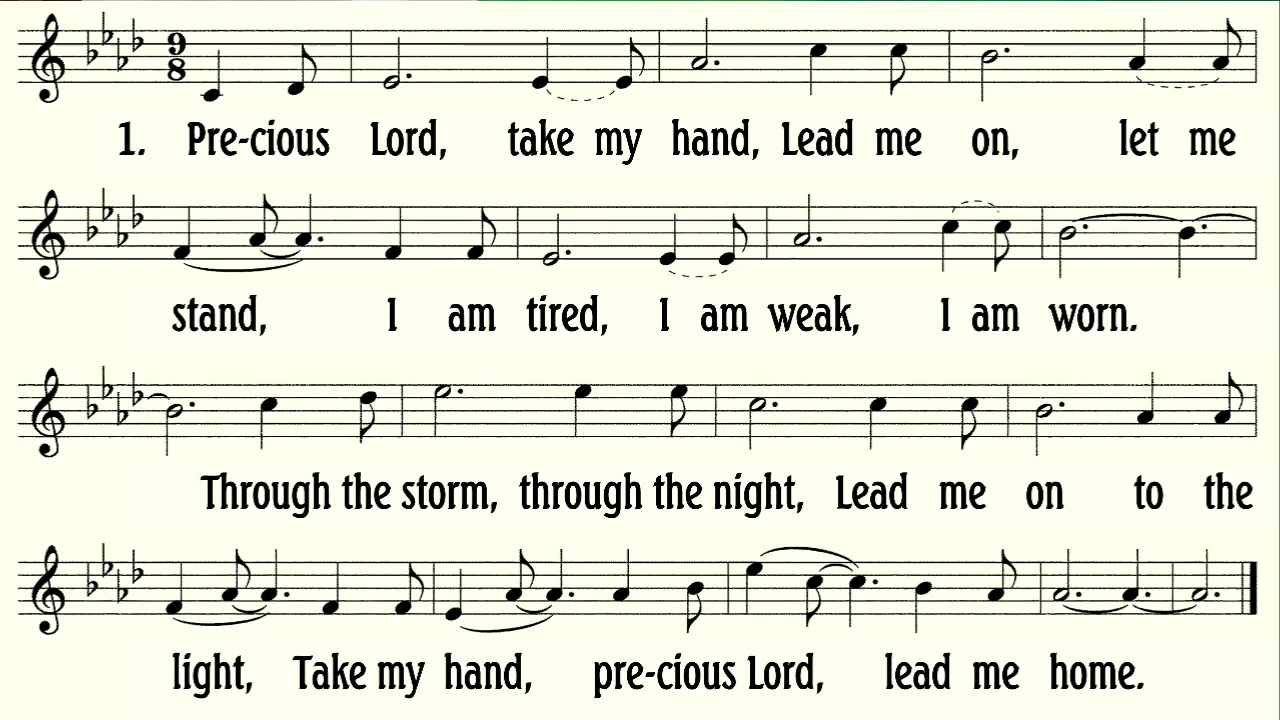 9
8
1. Pre-cious Lord, take my hand, Lead me on, let me
stand, I am tired, I am weak, I am worn.
Through the storm, through the night, Lead me on to the
light, Take my hand, pre-cious Lord, lead me home.